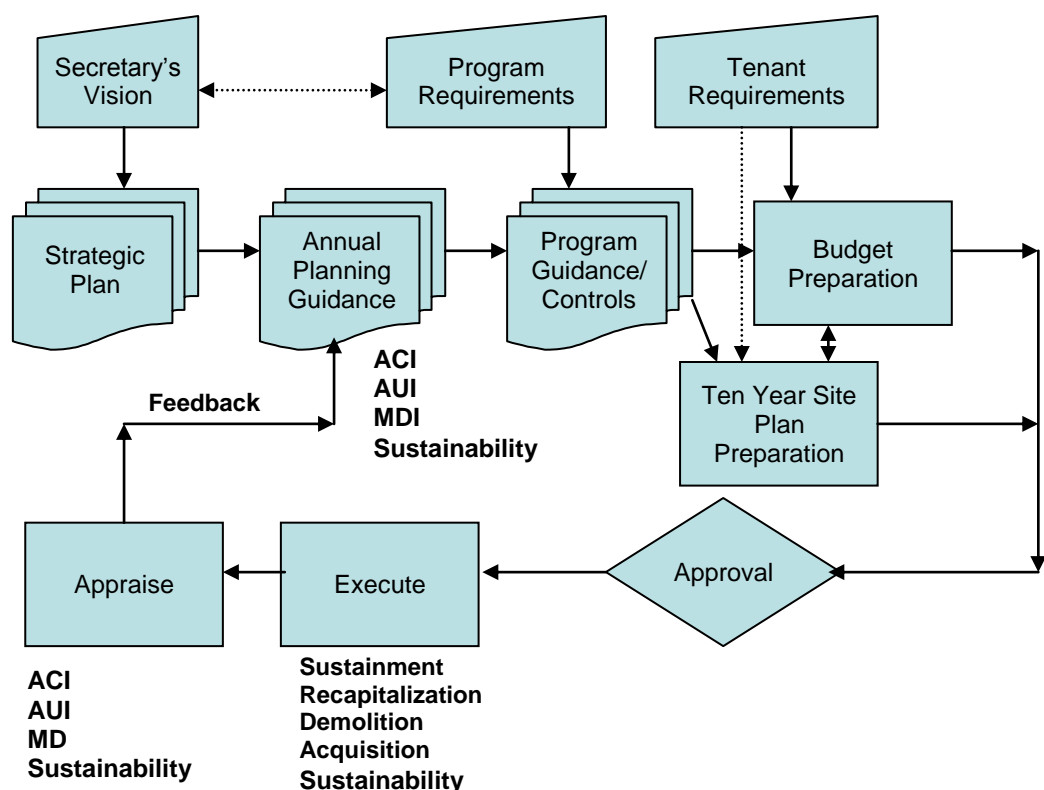 Secretary's
Vision
Program
Requirements
Tenant
Requirements
Strategic
Plan
Annual
Planning
Guidance
Program
Guidance/
Controls
Budget
Preparation
ACI
AUI
MDI
Sustainability
Ten Year Site
Plan
Preparation
Feedback
Appraise
Execute
Approval
ACI
AUI
MD
Sustainability
Sustainment
Recapitalization
Demolition
Acquisition
Sustainability